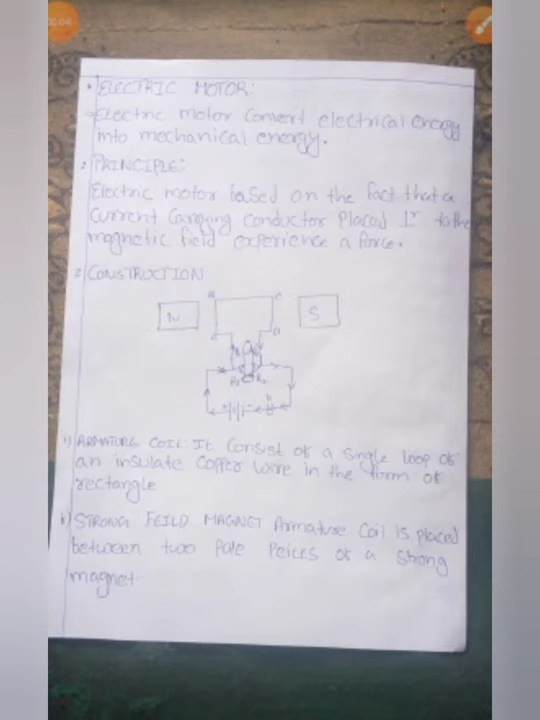 ELECTRIC MOTOR:
Electric motor convert electrical energy
into mechanical energy.
PRINCIPLE:
Electric motor based on the fact that a
current carrying conductor placed ⊥r to the
magnetic field experience a force.
CONSTRUCTION
N
S
B
C
D
R1
R2
1) ARMATURE COIL: It consist of a single loop of
an insulate copper wire in the form of
rectangle
STRONG FEILD MAGNET Armature coil is placed
between two Pole Peices of a strong
magnet